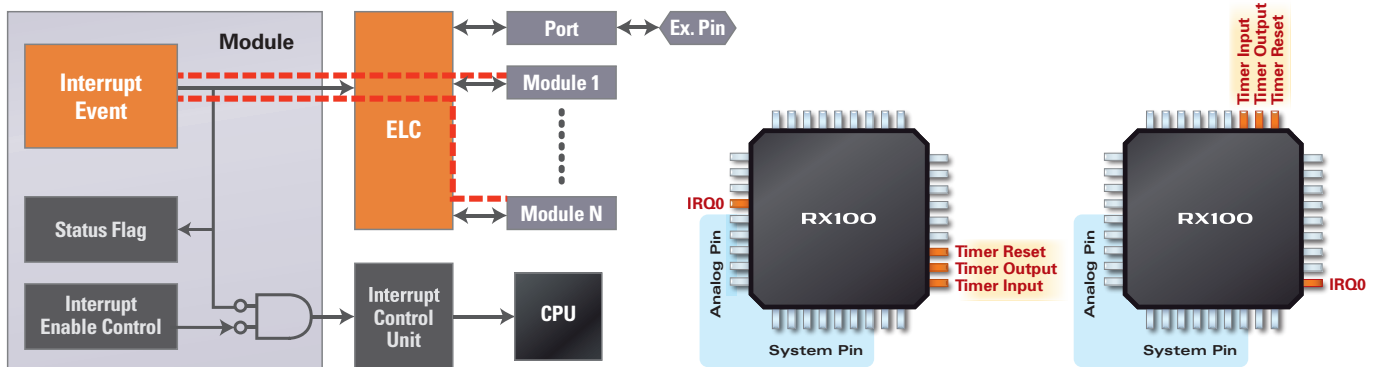 Module
Interrupt
Event
Status Flag
Interrupt
Enable Control
ELC
Port
Ex. Pin
Module 1
Module N
Interrupt
Control
Unit
CPU
IRQ0
Analog Pin
System Pin
RX100
Timer Reset
Timer Output
Timer Input
Timer Input
Timer Output
Timer Reset
RX100
IRQ0
Analog Pin
System Pin